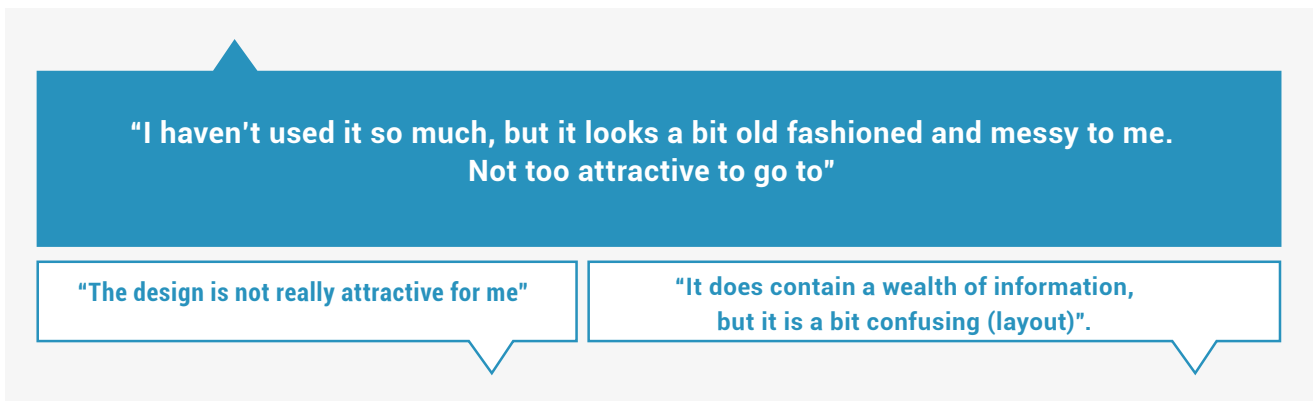 “I haven’t used it so much, but it looks a bit old fashioned and messy to me.
Not too attractive to go to”
“The design is not really attractive for me”
“It does contain a wealth of information,
but it is a bit confusing (layout)”.